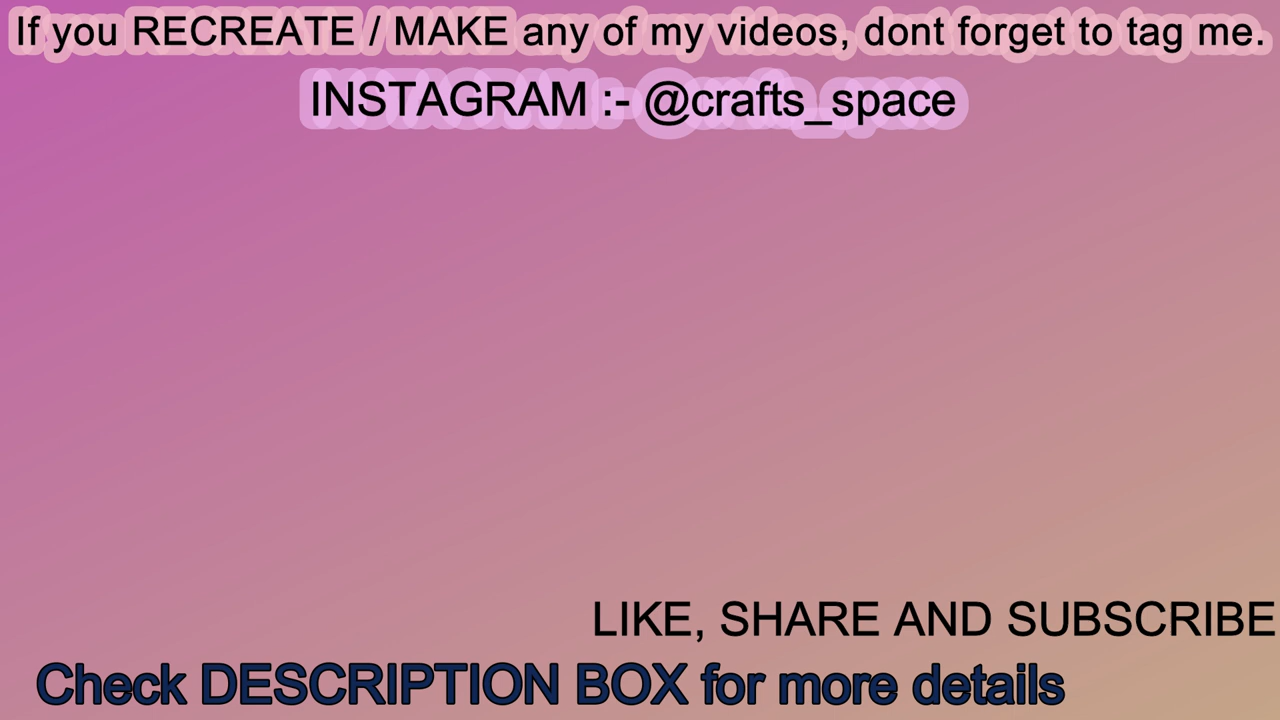 If you RECREATE / MAKE any of my videos, dont forget to tag me.
INSTAGRAM :- @crafts_space
LIKE, SHARE AND SUBSCRIBE
Check DESCRIPTION BOX for more details